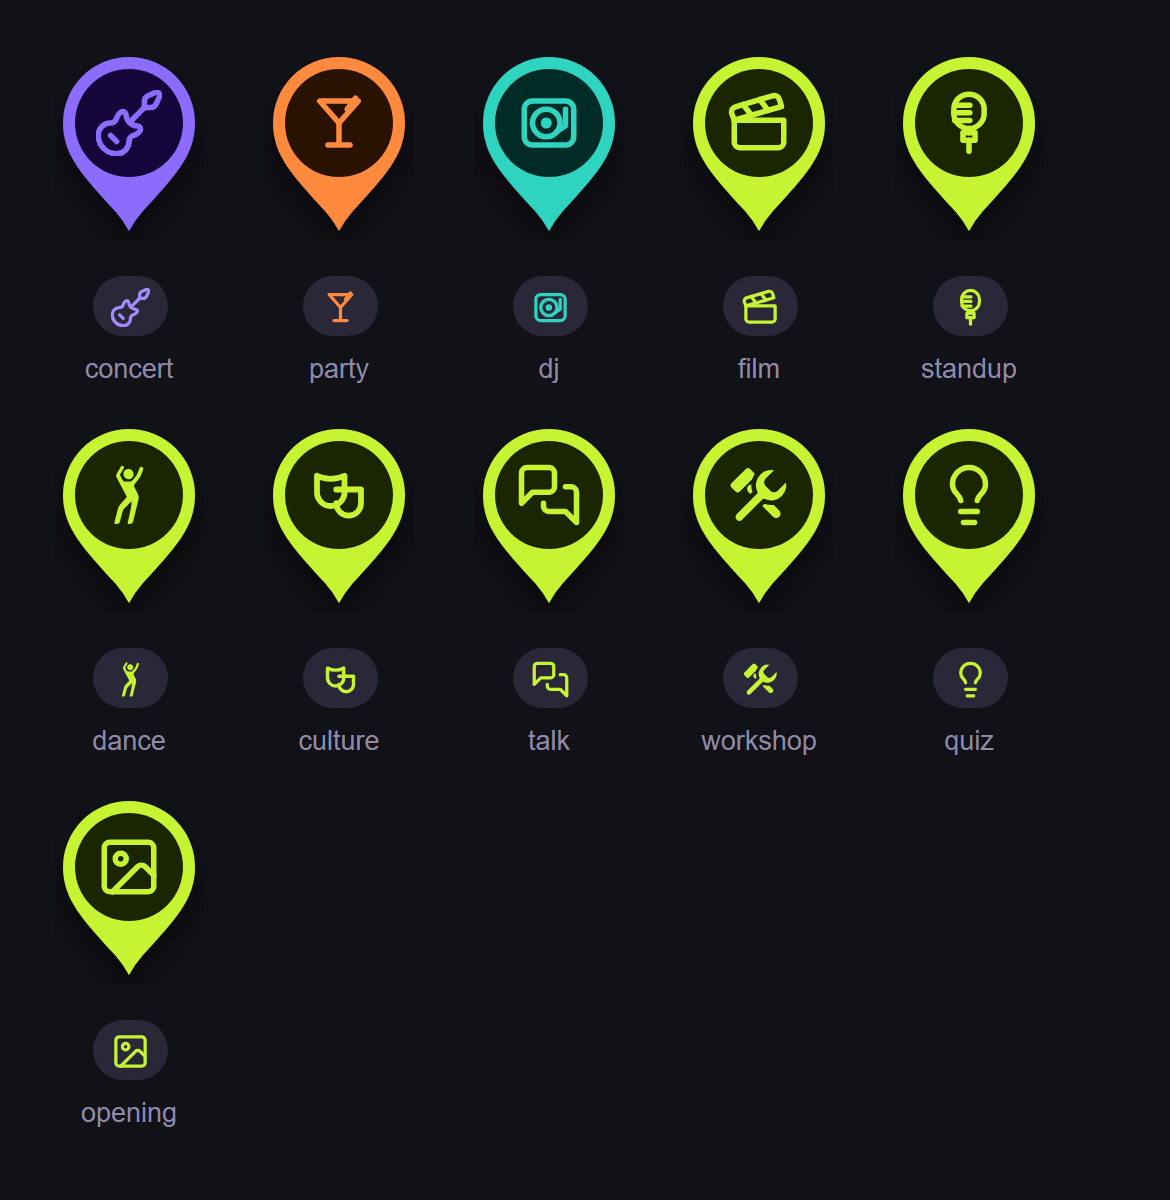 concert party dj film standup
dance culture talk workshop quiz
opening